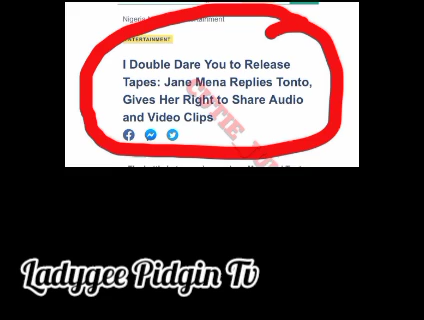 ENTERTAINMENT
I Double Dare You to Release
Tapes: Jane Mena Replies Tonto,
Gives Her Right to Share Audio
and Video Clips
Ladygee Pidgin Tv